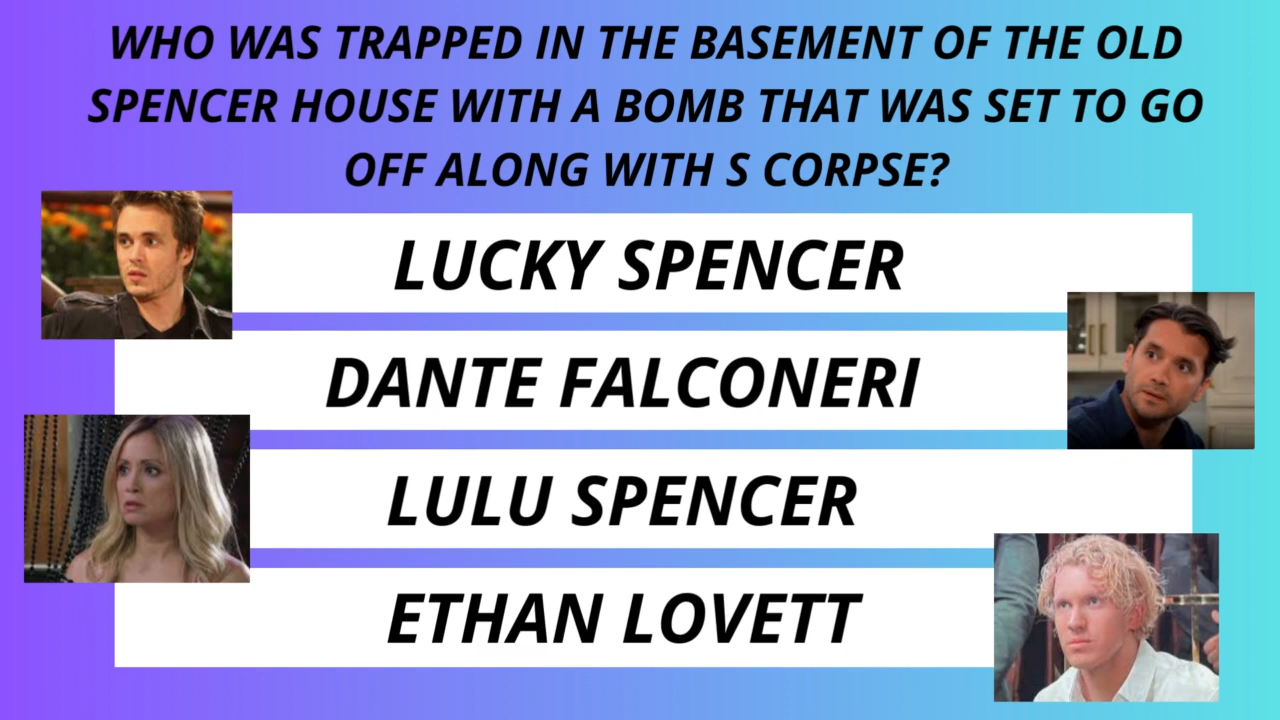 WHO WAS TRAPPED IN THE BASEMENT OF THE OLD
SPENCER HOUSE WITH A BOMB THAT WAS SET TO GO
OFF ALONG WITH S CORPSE?
LUCKY SPENCER
DANTE FALCONERI
LULU SPENCER
ETHAN LOVETT